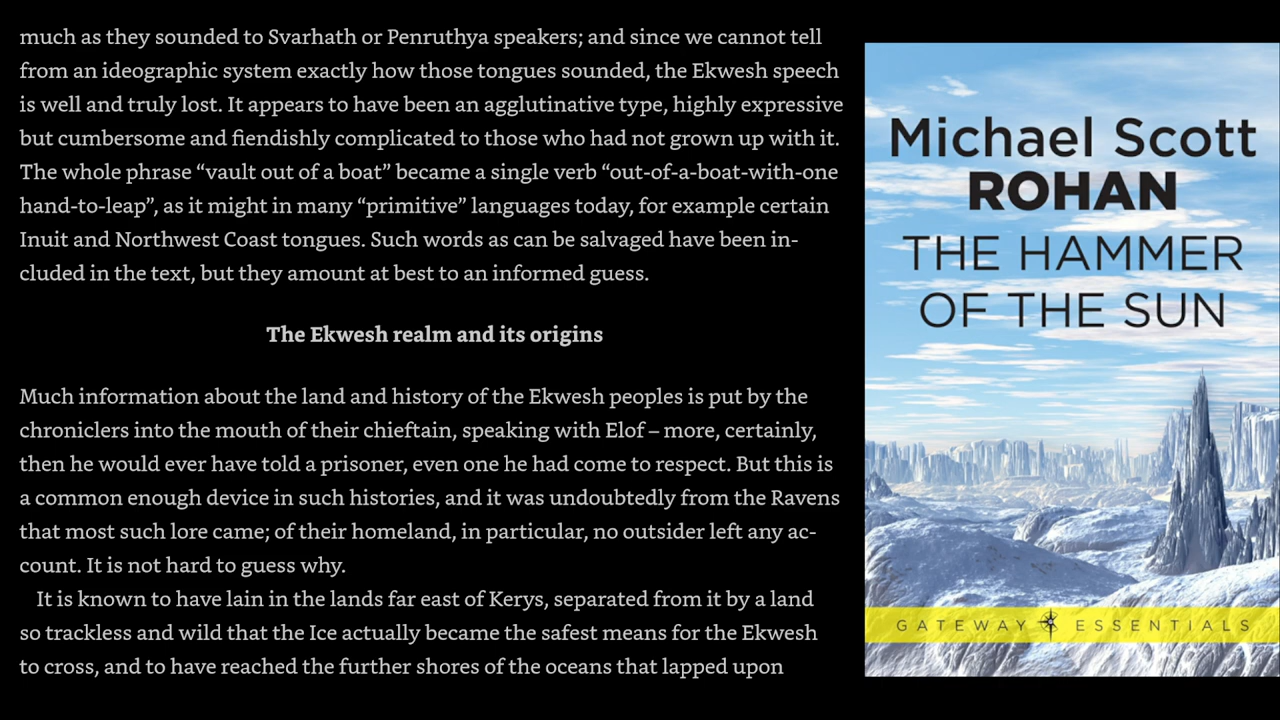 much as they sounded to Svarhath or Penruthya speakers; and since we cannot tell
from an ideographic system exactly how those tongues sounded, the Ekwesh speech
is well and truly lost. It appears to have been an agglutinative type, highly expressive
but cumbersome and fiendishly complicated to those who had not grown up with it.
The whole phrase “vault out of a boat” became a single verb “out-of-a-boat-with-one
hand-to-leap”, as it might in many “primitive” languages today, for example certain
Inuit and Northwest Coast tongues. Such words as can be salvaged have been in-
cluded in the text, but they amount at best to an informed guess.
The Ekwesh realm and its origins
Much information about the land and history of the Ekwesh peoples is put by the
chroniclers into the mouth of their chieftain, speaking with Elof – more, certainly,
then he would ever have told a prisoner, even one he had come to respect. But this is
a common enough device in such histories, and it was undoubtedly from the Ravens
that most such lore came; of their homeland, in particular, no outsider left any ac-
count. It is not hard to guess why.
It is known to have lain in the lands far east of Kerys, separated from it by a land
so trackless and wild that the Ice actually became the safest means for the Ekwesh
to cross, and to have reached the further shores of the oceans that lapped upon
Michael Scott
ROHAN
THE HAMMER
OF THE SUN
GATEWAY ESSENTIALS